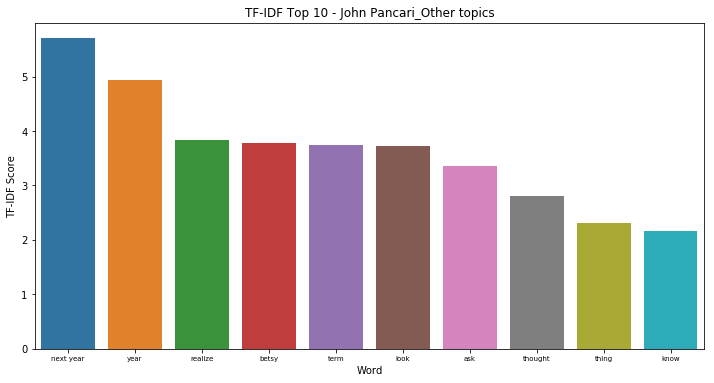 TF-IDF Top 10 - John Pancari_Other topics
TF-IDF Score
5
4
3
2
1
0
next year year realize betsy term look ask thought thing know
Word